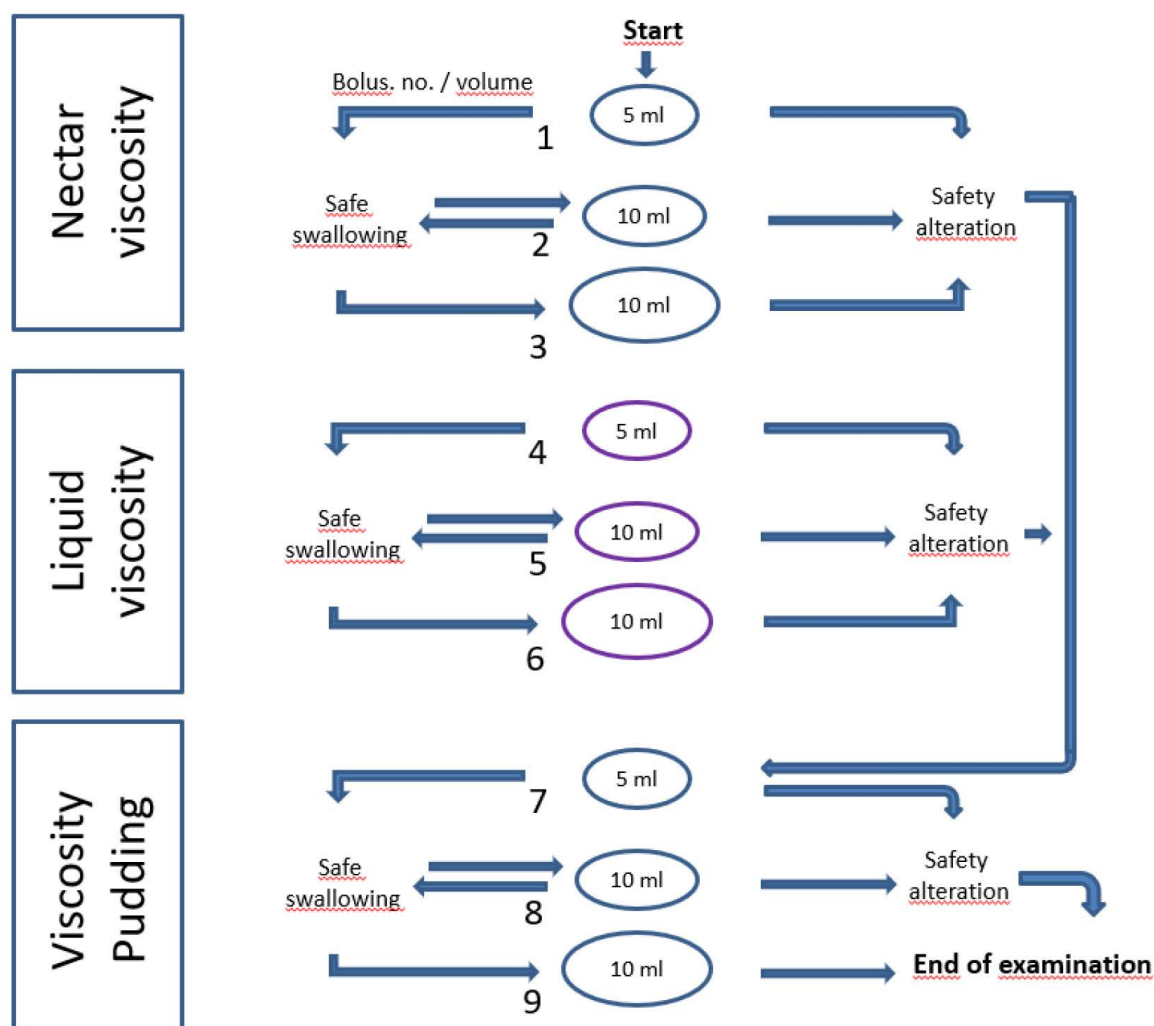 Start
Bolus. no. / volume
Nectar
viscosity
1
5 ml
Safe
swallowing
2
10 ml
Safety
alteration
3
10 ml
Liquid
viscosity
4
5 ml
Safe
swallowing
5
10 ml
Safety
alteration
6
10 ml
Viscosity
Pudding
7
5 ml
Safe
swallowing
8
10 ml
Safety
alteration
9
10 ml
End of examination